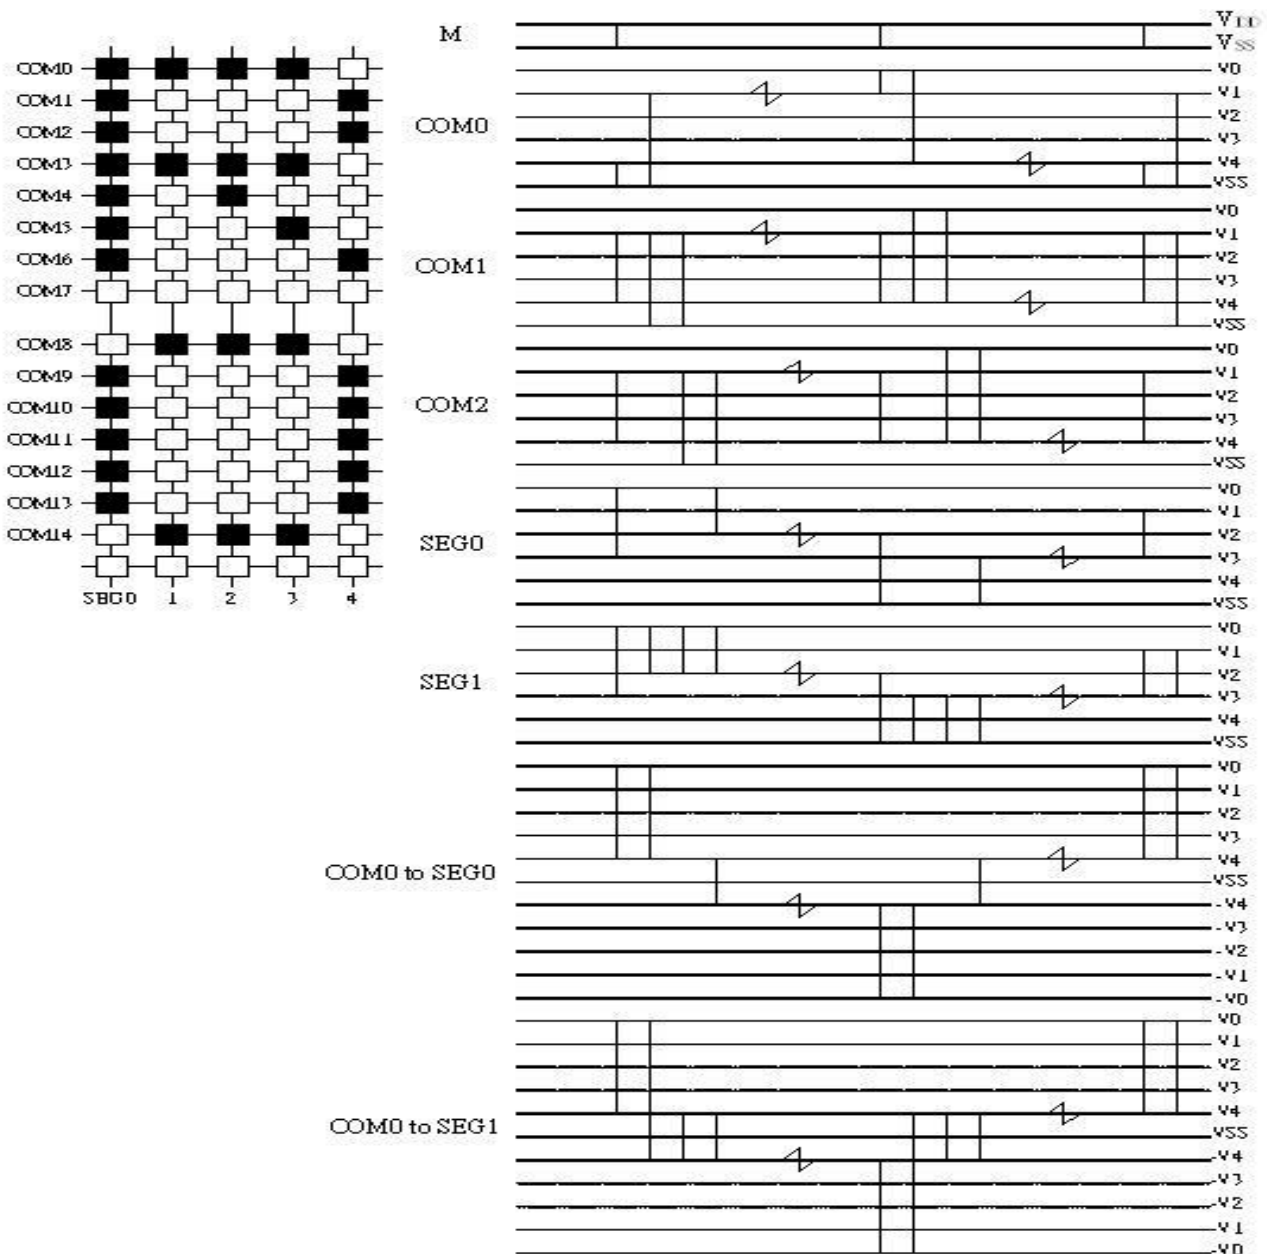 M
V DD
V SS
COM0
COM1
COM2
COM3
COM4
COM5
COM6
COM7
COM8
COM9
COM10
COM11
COM12
COM13
COM14
SEG0 1 2 3 4
COM0
V0
V1
V2
V3
V4
VSS
COM1
V0
V1
V2
V3
V4
VSS
COM2
V0
V1
V2
V3
V4
VSS
SEG0
V0
V1
V2
V3
V4
VSS
SEG1
V0
V1
V2
V3
V4
VSS
COM0 to SEG0
V0
V1
V2
V3
V4
VSS
-V4
-V3
-V2
-V1
-V0
COM0 to SEG1
V0
V1
V2
V3
V4
VSS
-V4
-V3
-V2
-V1
-V0